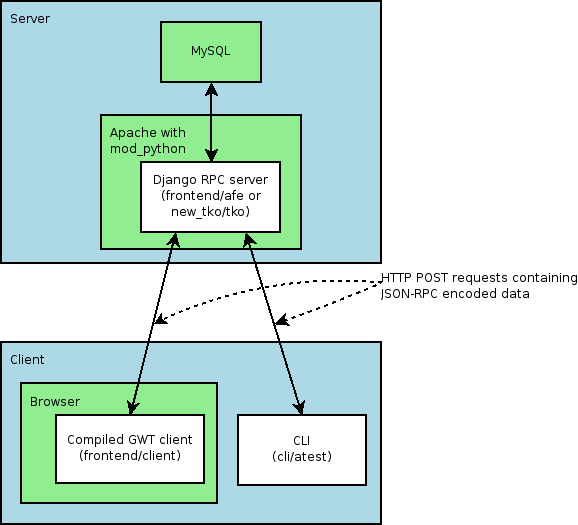 Server
MySQL
Apache with
mod_python
Django RPC server
(frontend/afe or
new_tko/tko)
HTTP POST requests containing
JSON-RPC encoded data
Client
Browser
Compiled GWT client
(frontend/client)
CLI
(cli/atest)